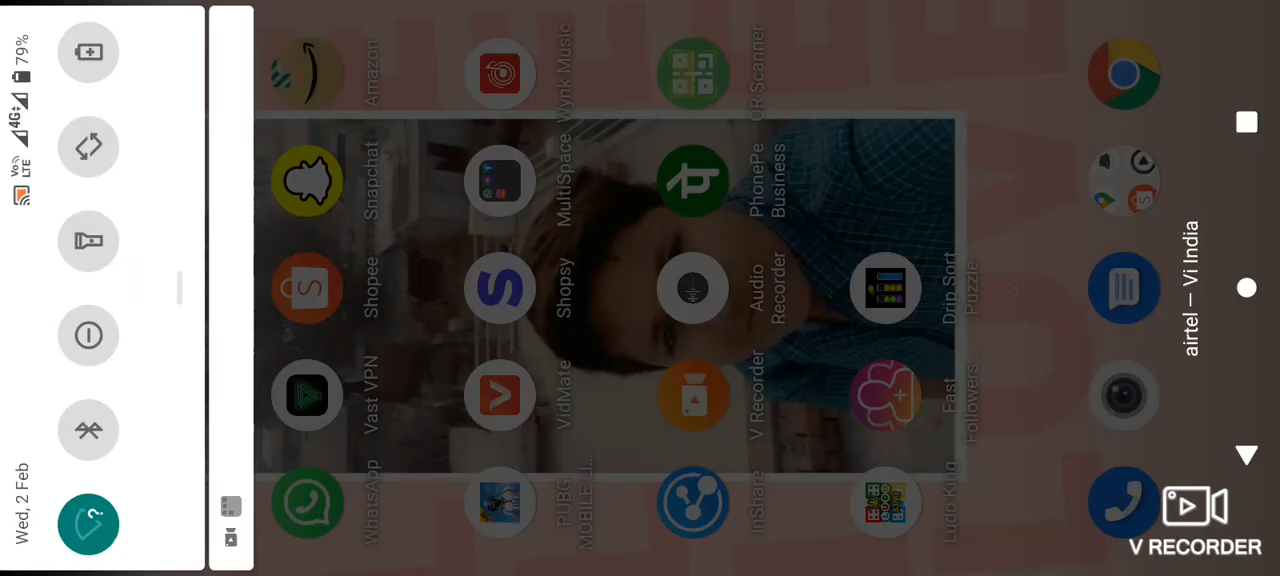 Wed, 2 Feb
Vo))
LTE
4G
79%
WhatsApp
Vast VPN
Shopee
Snapchat
Amazon
PUBG
MOBILE LI...
VidMate
Shopsy
MultiSpace
Wynk Music
InShare
V Recorder
Audio
Recorder
PhonePe
Business
QR Scanner
Ludo King
Fast
Followers...
Drip Sort
Puzzle
airtel — Vi India
V RECORDER